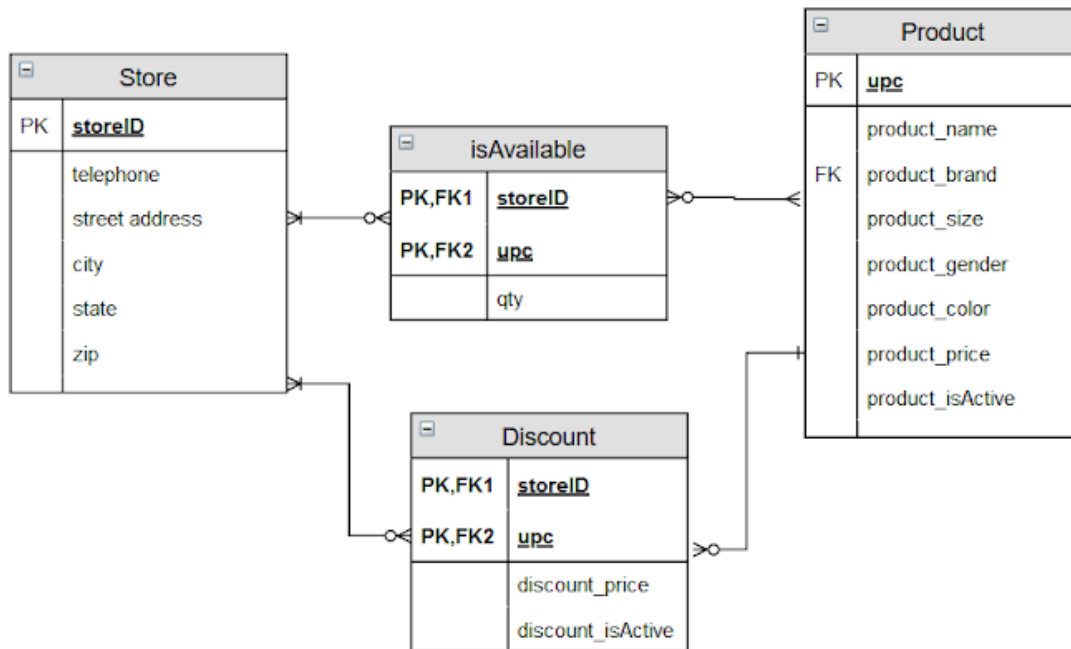 Store
PK storeID
telephone
street address
city
state
zip
isAvailable
PK,FK1 storeID
PK,FK2 upc
qty
Product
PK upc
product_name
FK product_brand
product_size
product_gender
product_color
product_price
product_isActive
Discount
PK,FK1 storeID
PK,FK2 upc
discount_price
discount_isActive